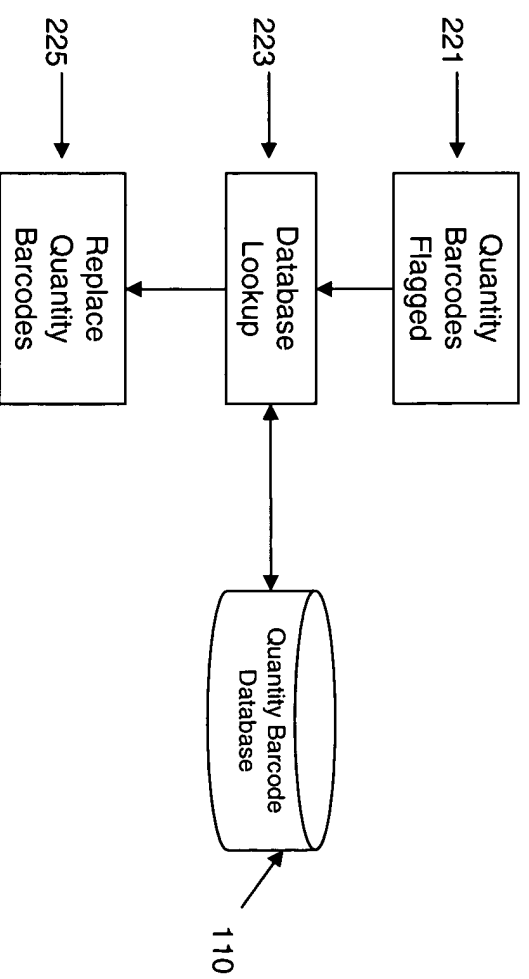 221
Quantity
Barcodes
Flagged
223
Database
Lookup
Quantity Barcode
Database
110
225
Replace
Quantity
Barcodes